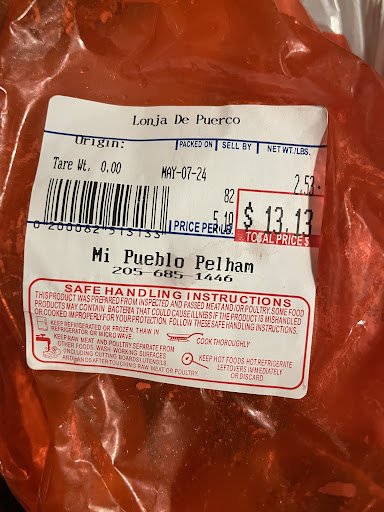 Lonja De Puerco
Origin: PACKED ON SELL BY NET WT./LBS.
Tare Wt. 0.00 MAY-07-24 2.52
82
5.19 $ 13.13
PRICE PER LB TOTAL PRICE $
Mi Pueblo Pelham
205-685-1446
SAFE HANDLING INSTRUCTIONS
THIS PRODUCT WAS PREPARED FROM INSPECTED AND PASSED MEAT AND/OR POULTRY. SOME FOOD
PRODUCTS MAY CONTAIN BACTERIA THAT COULD CAUSE ILLNESS IF THE PRODUCT IS MISHANDLED
OR COOKED IMPROPERLY. FOR YOUR PROTECTION, FOLLOW THESE SAFE HANDLING INSTRUCTIONS.
KEEP REFRIGERATED OR FROZEN. THAW IN
REFRIGERATOR OR MICROWAVE.
COOK THOROUGHLY
KEEP RAW MEAT AND POULTRY SEPARATE FROM
OTHER FOODS. WASH WORKING SURFACES
(INCLUDING CUTTING BOARDS) UTENSILS
AND HANDS AFTER TOUCHING RAW MEAT OR POULTRY.
KEEP HOT FOODS HOT REFRIGERATE
LEFTOVERS IMMEDIATELY
OR DISCARD.